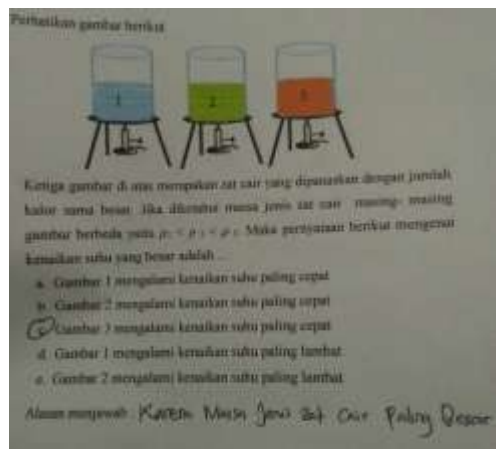 Perhatikan gambar berikut
1 2 3
Ketiga gambar di atas merupakan zat cair yang dipanaskan dengan jumlah
kalor sama besar. Jika diketahui massa jenis zat cair masing- masing
gambar berbeda yaitu Maka pernyataan berikut mengenai
kenaikan suhu yang benar adalah ...
a. Gambar 1 mengalami kenaikan suhu paling cepat
b. Gambar 2 mengalami kenaikan suhu paling cepat
c. Gambar 3 mengalami kenaikan suhu paling cepat
d. Gambar 1 mengalami kenaikan suhu paling lambat
e. Gambar 2 mengalami kenaikan suhu paling lambat
Alasan menjawab Karena Massa Jenis zat Cair Paling Besar